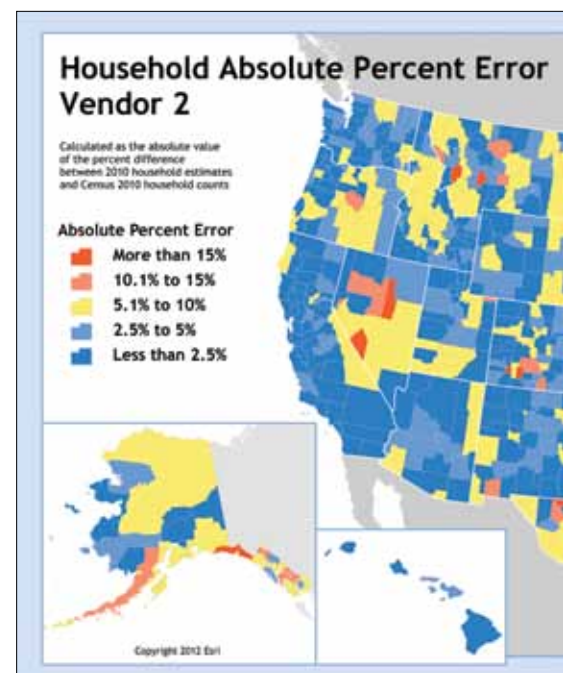 Household Absolute Percent Error
Vendor 2
Calculated as the absolute value
of the percent difference
between 2010 household estimates
and Census 2010 household counts
Absolute Percent Error
More than 15%
10.1% to 15%
5.1% to 10%
2.5% to 5%
Less than 2.5%
Copyright 2012 Esri